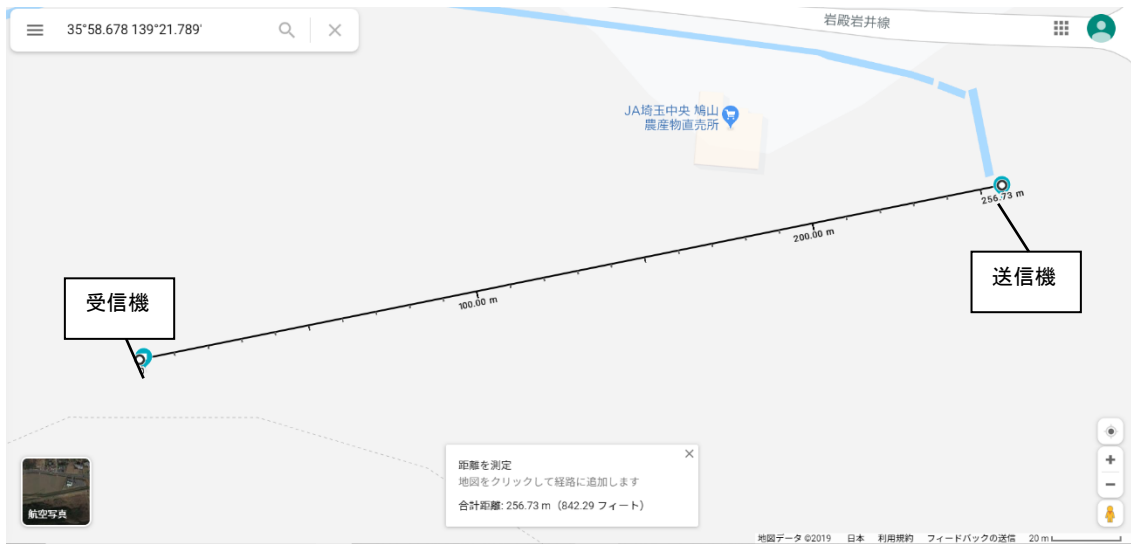 35°58.678 139°21.789'
岩殿岩井線
JA埼玉中央 鳩山
農産物直売所
256.73 m
200.00 m
送信機
受信機
100.00 m
距離を測定
地図をクリックして経路に追加します
合計距離: 256.73 m（842.29 フィート）
航空写真
地図データ ©2019 日本 利用規約 フィードバックの送信 20 m